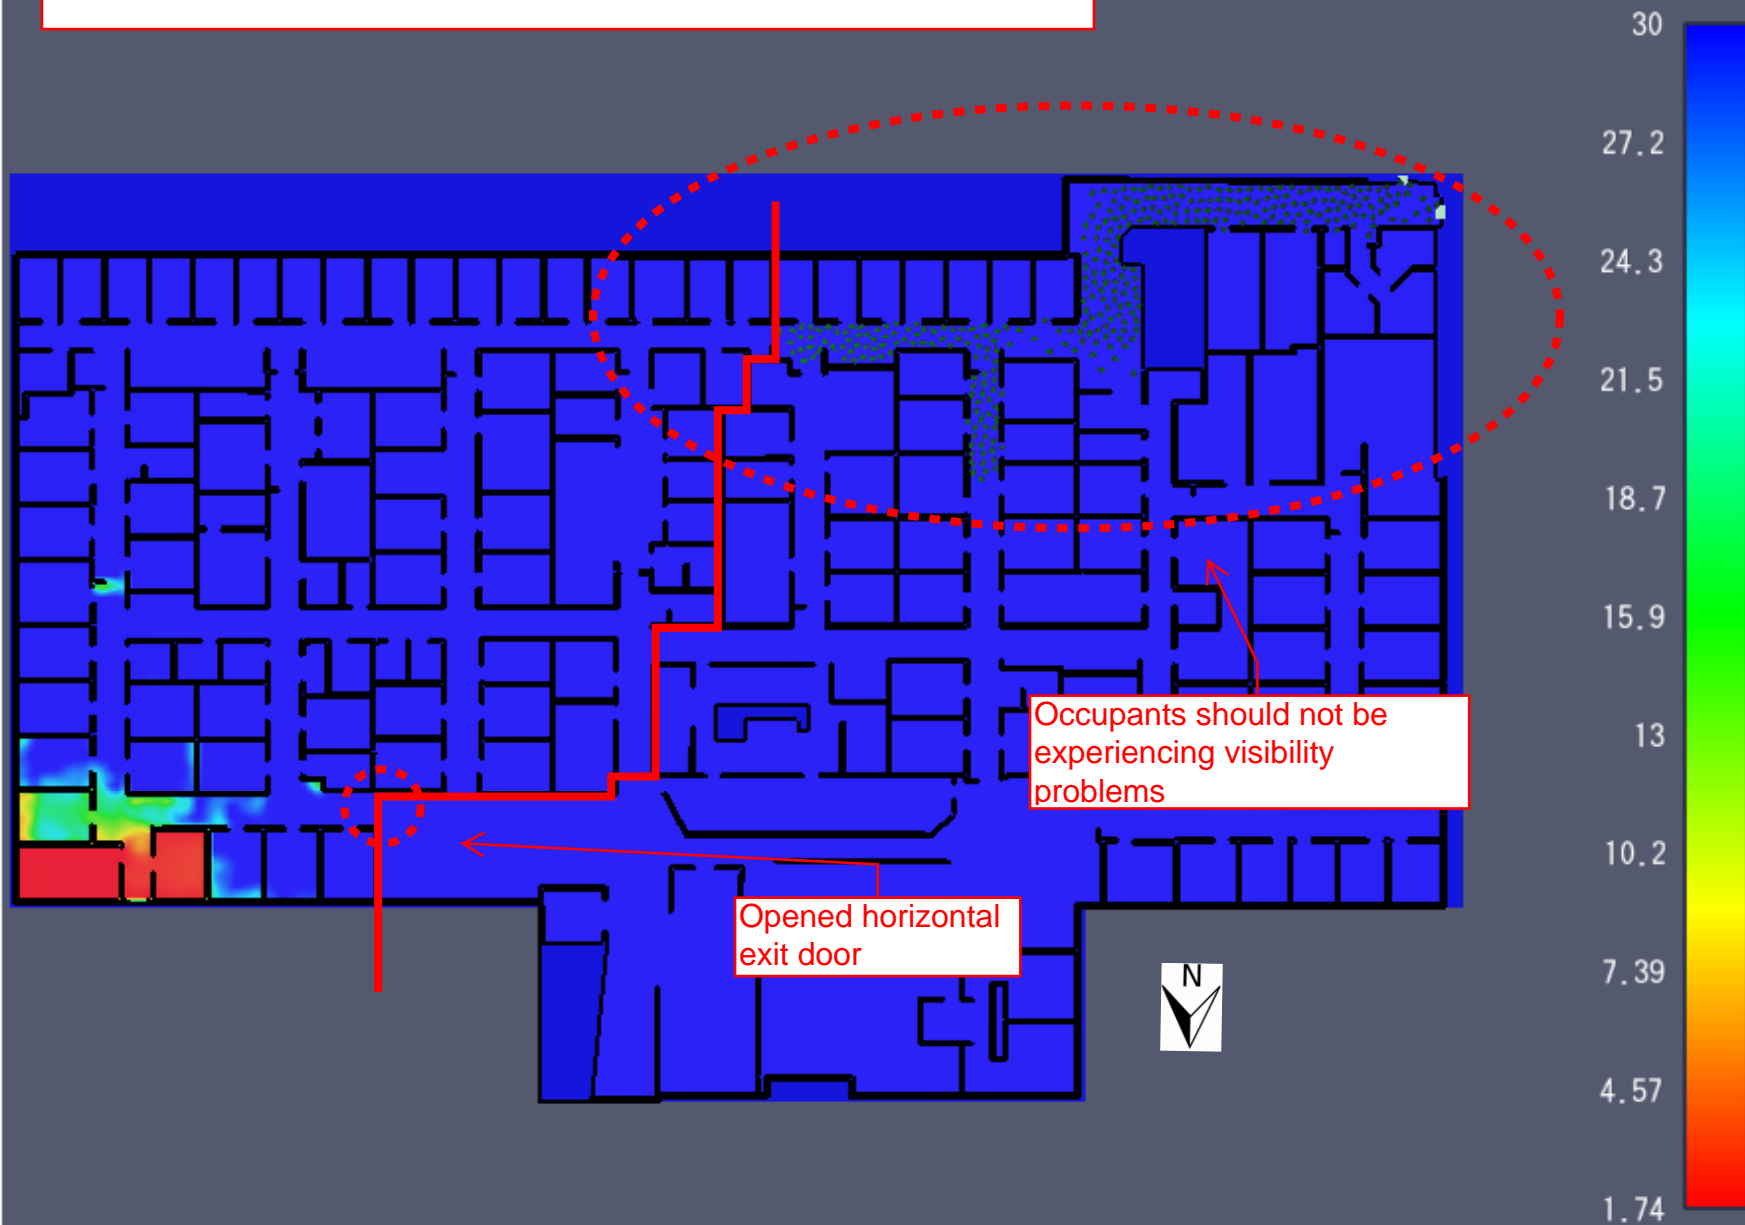 30
27.2
24.3
21.5
18.7
15.9
13
10.2
7.39
4.57
1.74
Occupants should not be
experiencing visibility
problems
Opened horizontal
exit door
N